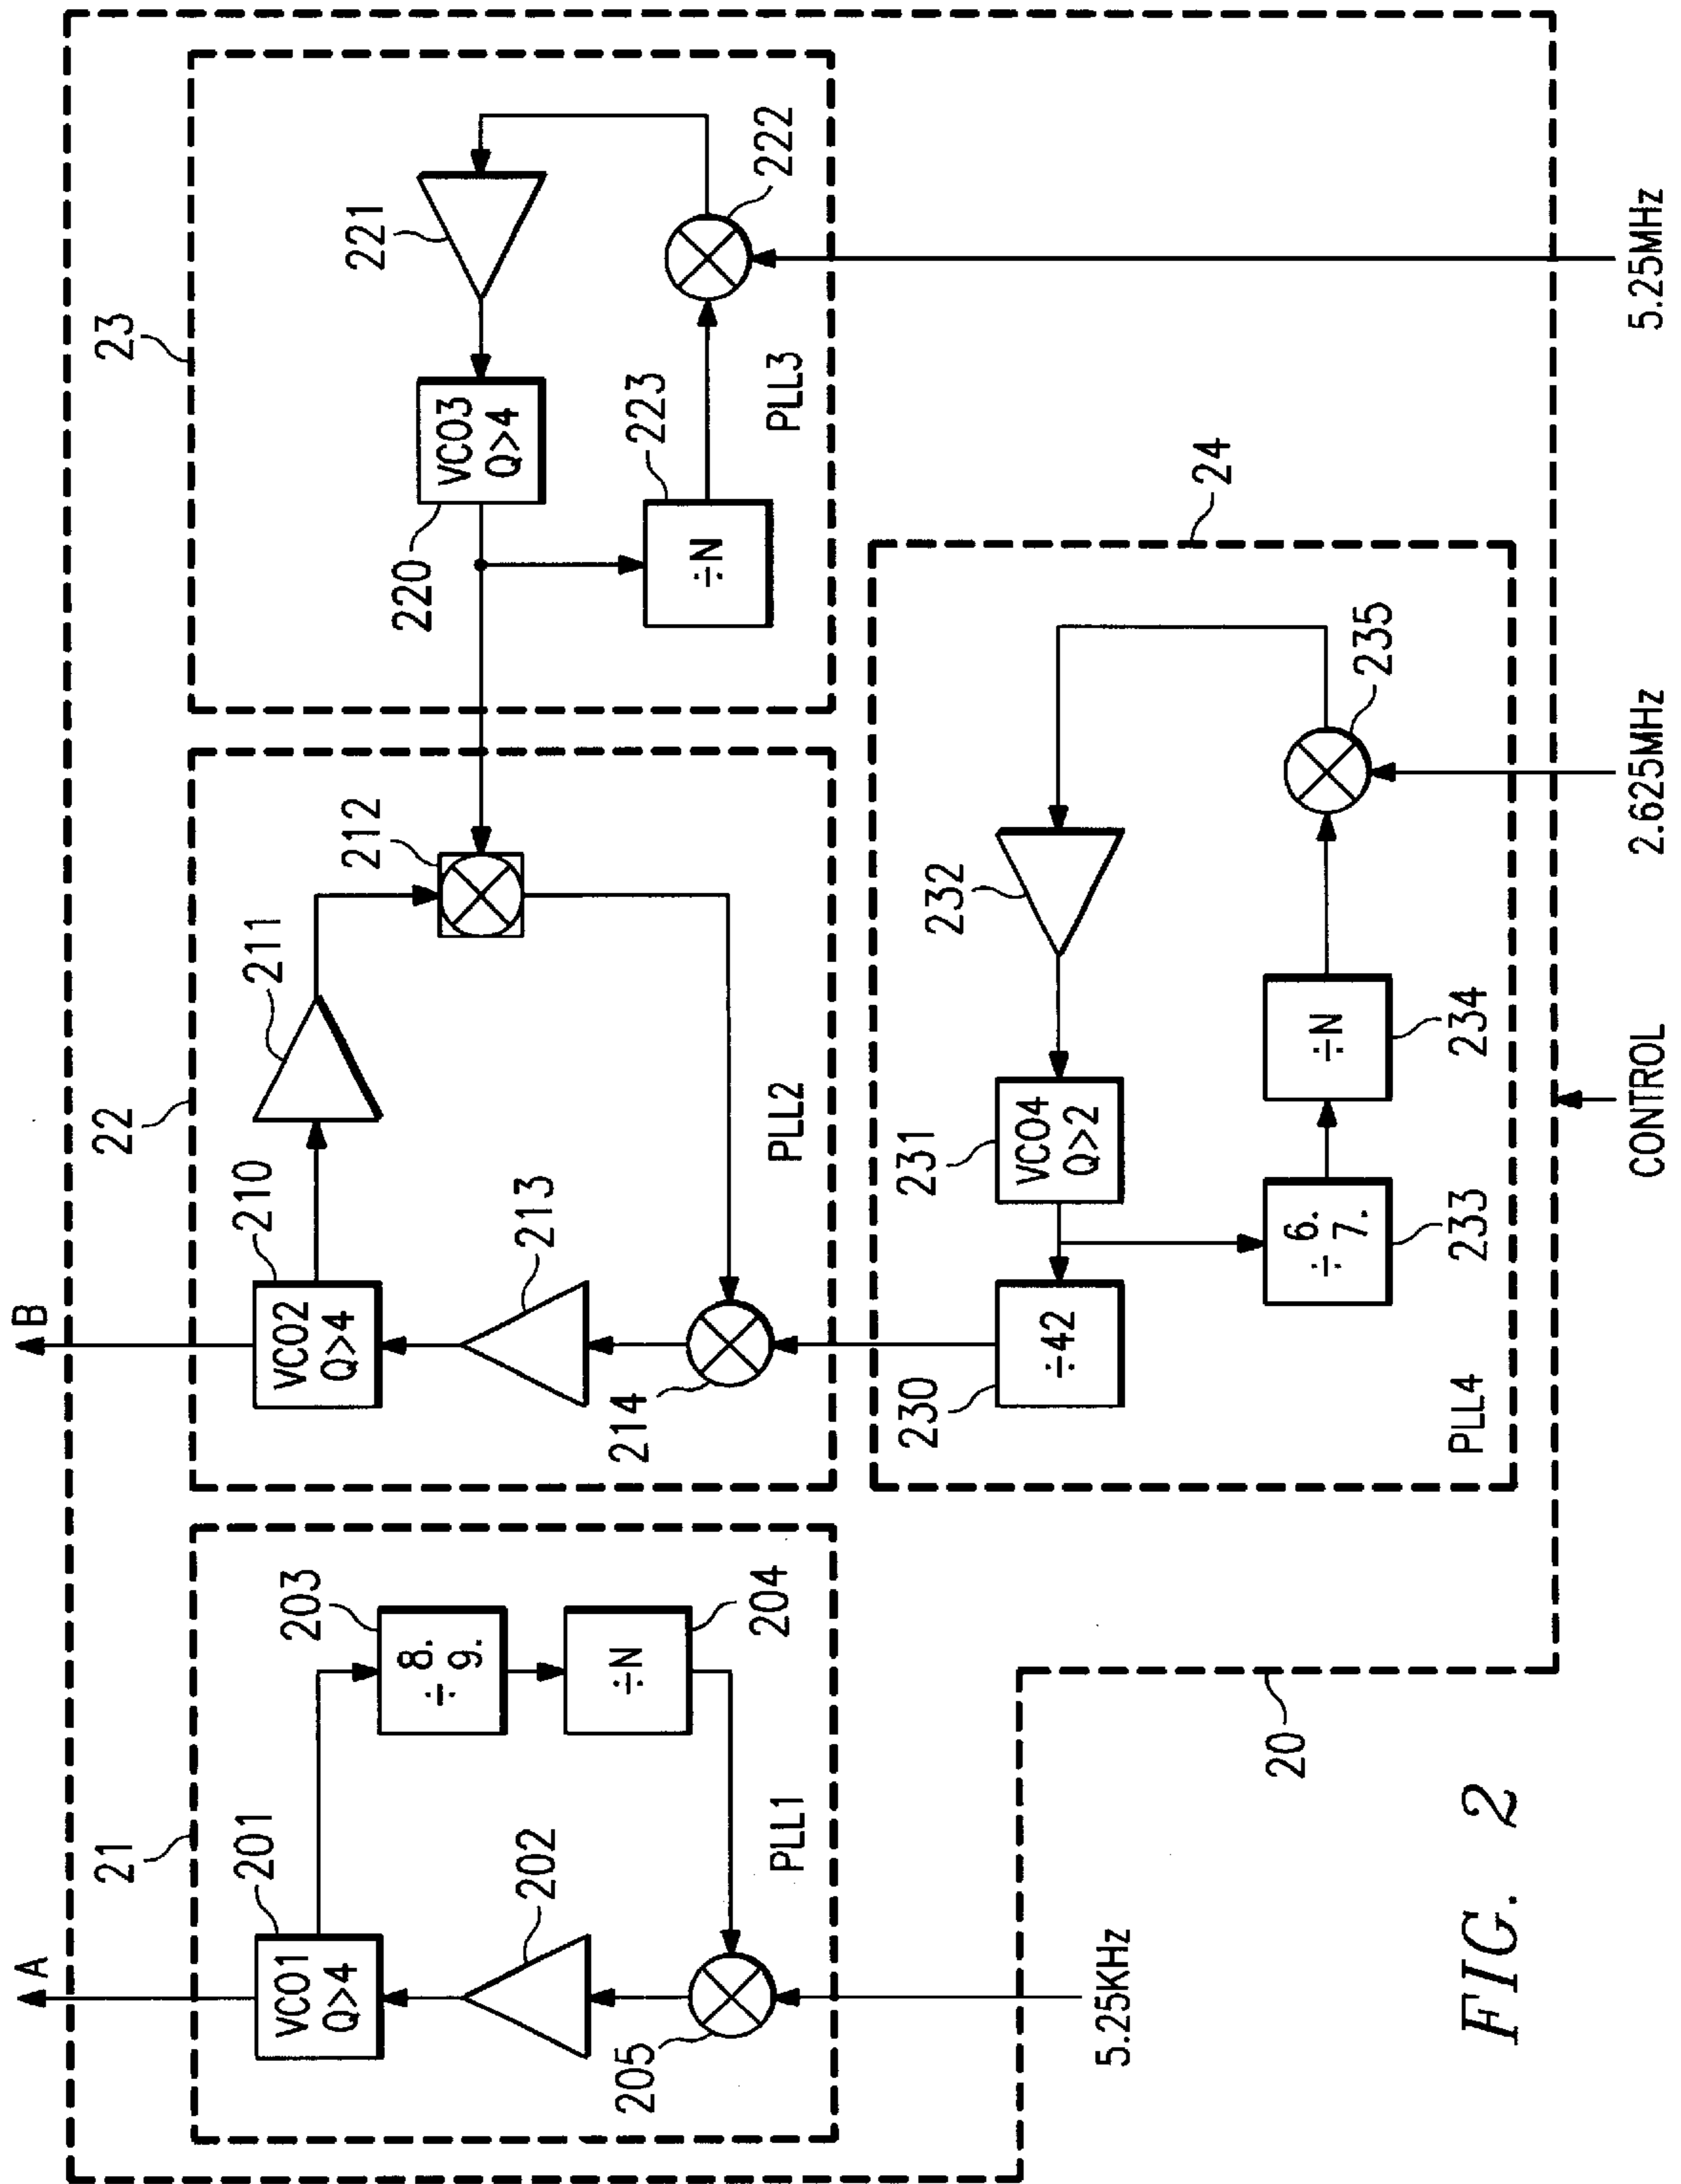 A
B
21
22
23
201
VCO1
Q>4
202
203
÷ 8.
9.
204
÷N
205
PLL1
5.25KHz
210
VCO2
Q>4
211
212
213
214
PLL2
220
VCO3
Q>4
221
222
223
÷N
PLL3
5.25MHz
24
230
÷42
231
VCO4
Q>2
232
233
÷ 6.
7.
234
÷N
235
PLL4
2.625MHz
CONTROL
20
FIG. 2